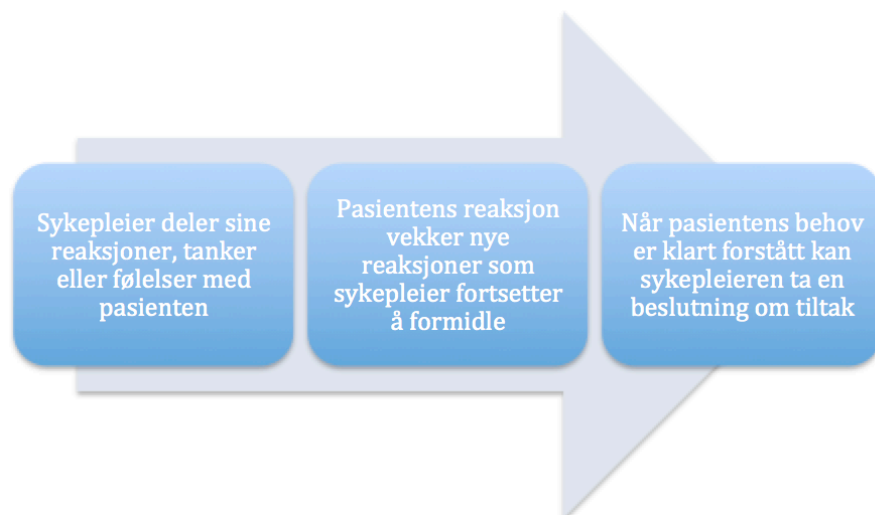 Sykepleier deler sine
reaksjoner, tanker
eller følelser med
pasienten
Pasientens reaksjon
vekker nye
reaksjoner som
sykepleier fortsetter
å formidle
Når pasientens behov
er klart forstått kan
sykepleieren ta en
beslutning om tiltak